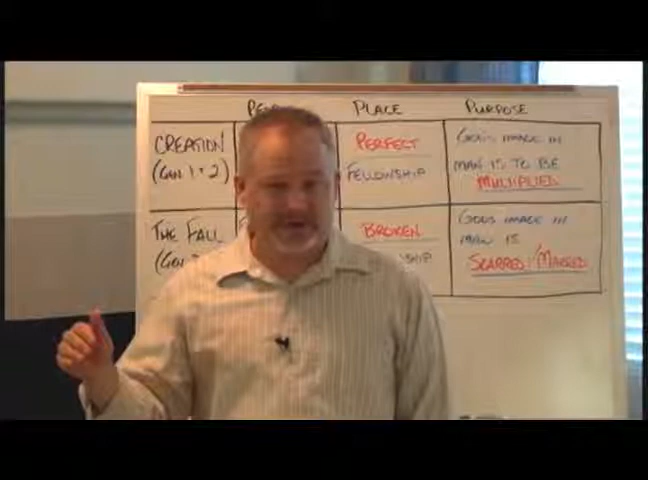 PLACE
PURPOSE
CREATION
(GEN 1+2)
PERFECT
FELLOWSHIP
GOD'S IMAGE IN
MAN IS TO BE
MULTIPLIED
THE FALL
BROKEN
GODS IMAGE IN
MAN IS
SCARRED/MARRED